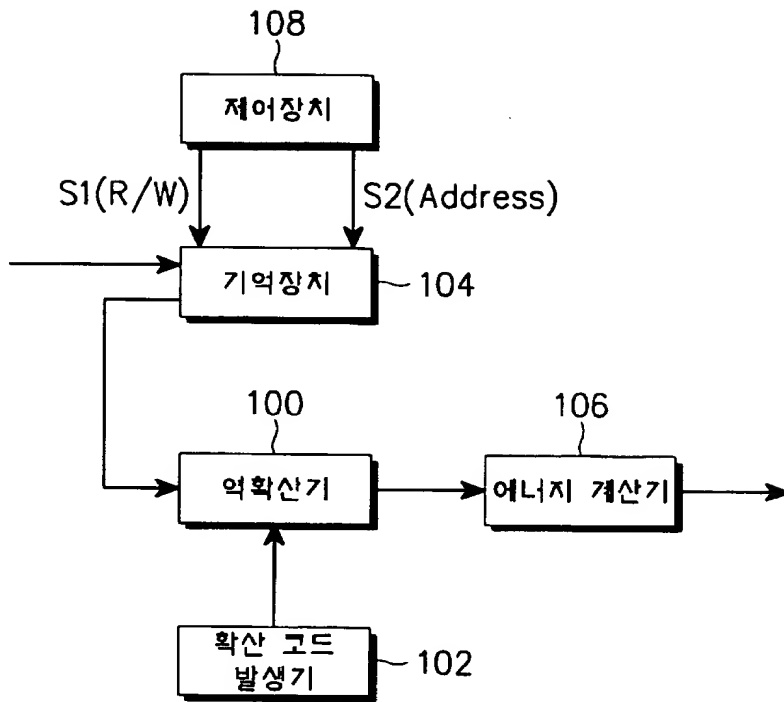 108
제어장치
S1(R/W)
S2(Address)
기억장치
104
100
106
역확산기
에너지 계산기
확산 코드
발생기
102